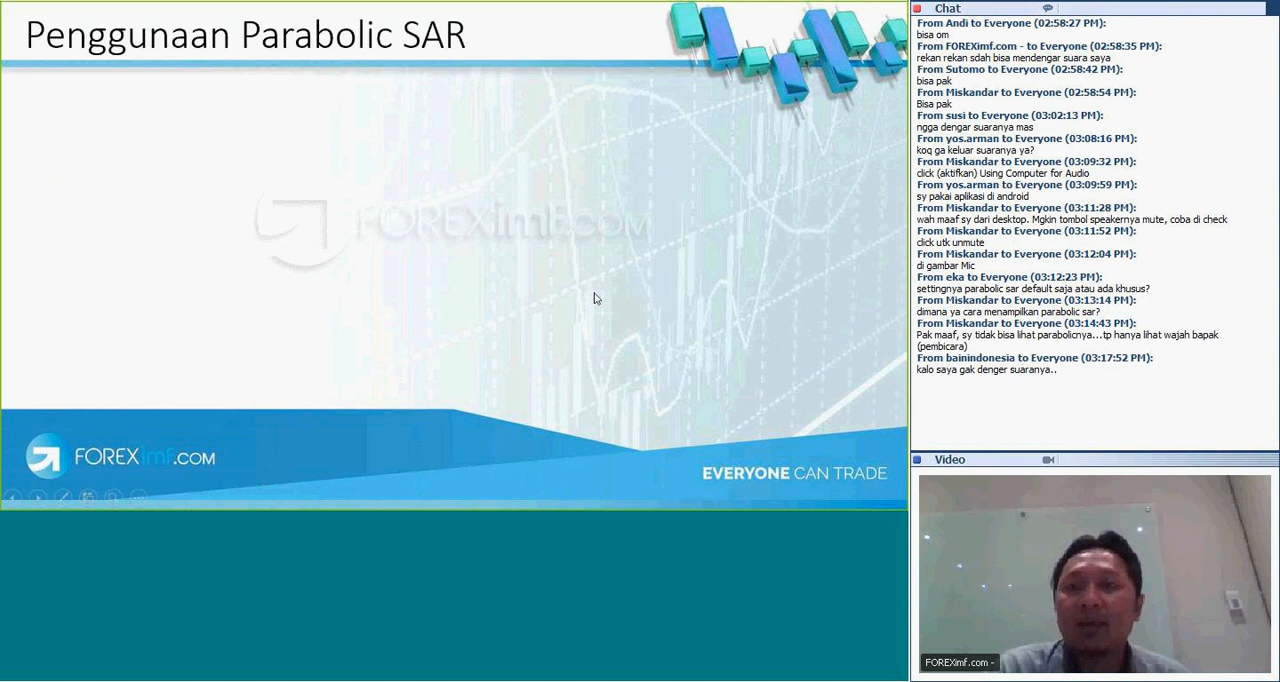 Penggunaan Parabolic SAR
FOREXimF.COM
FOREXimf.COM
EVERYONE CAN TRADE
Chat
From Andi to Everyone (02:58:27 PM):
bisa om
From FOREXimf.com - to Everyone (02:58:35 PM):
rekan rekan sdah bisa mendengar suara saya
From Sutomo to Everyone (02:58:42 PM):
bisa pak
From Miskandar to Everyone (02:58:54 PM):
Bisa pak
From susi to Everyone (03:02:13 PM):
ngga dengar suaranya mas
From yos.arman to Everyone (03:08:16 PM):
koq ga keluar suaranya ya?
From Miskandar to Everyone (03:09:32 PM):
click (aktifkan) Using Computer for Audio
From yos.arman to Everyone (03:09:59 PM):
sy pakai aplikasi di android
From Miskandar to Everyone (03:11:28 PM):
wah maaf sy dari desktop. Mgkin tombol speakernya mute, coba di check
From Miskandar to Everyone (03:11:52 PM):
click utk unmute
From Miskandar to Everyone (03:12:04 PM):
di gambar Mic
From eka to Everyone (03:12:23 PM):
settingnya parabolic sar default saja atau ada khusus?
From Miskandar to Everyone (03:13:14 PM):
dimana ya cara menampilkan parabolic sar?
From Miskandar to Everyone (03:14:43 PM):
Pak maaf, sy tidak bisa lihat parabolicnya...tp hanya lihat wajah bapak
(pembicara)
From bainindonesia to Everyone (03:17:52 PM):
kalo saya gak denger suaranya..
Video
FOREXimf.com -